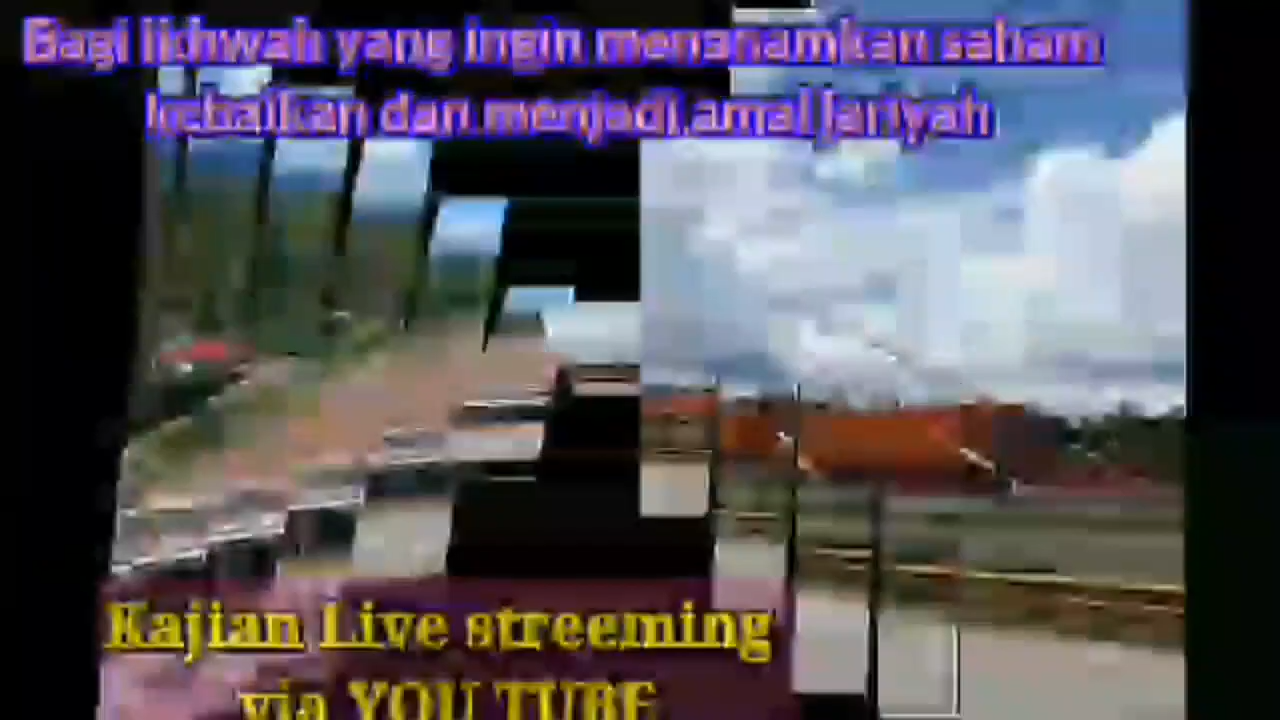 Bagi Ikhwah yang ingin menanamkan saham
kebaikan dan menjadi amal jariyah
Kajian Live streeming
via YOU TUBE